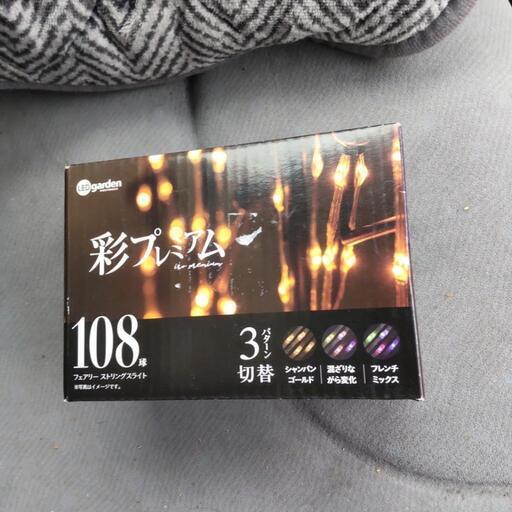 LED garden
彩プレミアム
108球
フェアリー ストリングスライト
※写真はイメージです。
3パターン
切替
シャンパン
ゴールド
混ざりな
がら変化
フレンチ
ミックス